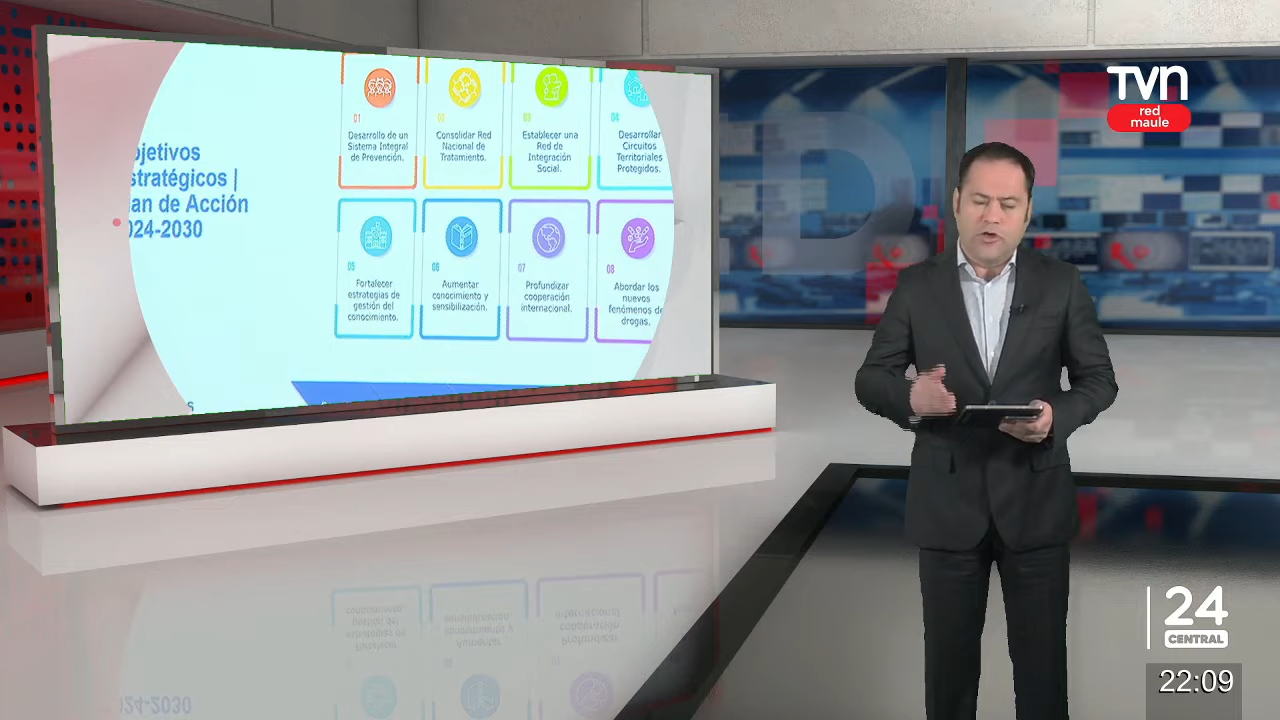 ojetivos
stratégicos |
an de Acción
024-2030
01
Desarrollo de un
Sistema Integral
de Prevención.
02
Consolidar Red
Nacional de
Tratamiento.
03
Establecer una
Red de
Integración
Social.
04
Desarrollar
Circuitos
Territoriales
Protegidos.
05
Fortalecer
estrategias de
gestión del
conocimiento.
06
Aumentar
conocimiento y
sensibilización.
07
Profundizar
cooperación
internacional.
08
Abordar los
nuevos
fenómenos de
drogas.
D
TVN
red
maule
24
CENTRAL
22:09